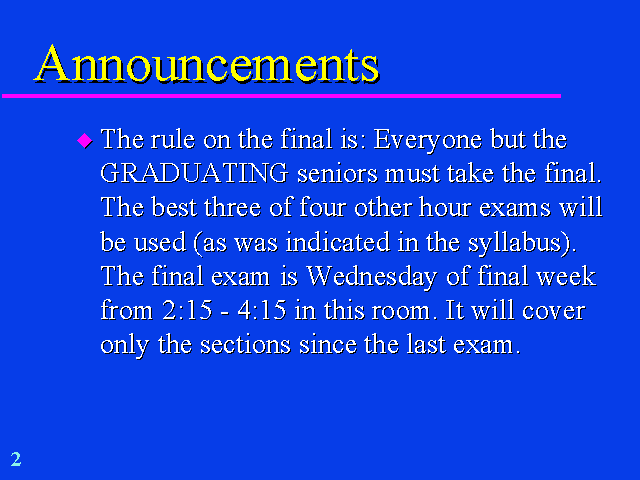 Announcements
The rule on the final is: Everyone but the
GRADUATING seniors must take the final.
The best three of four other hour exams will
be used (as was indicated in the syllabus).
The final exam is Wednesday of final week
from 2:15 - 4:15 in this room. It will cover
only the sections since the last exam.
2